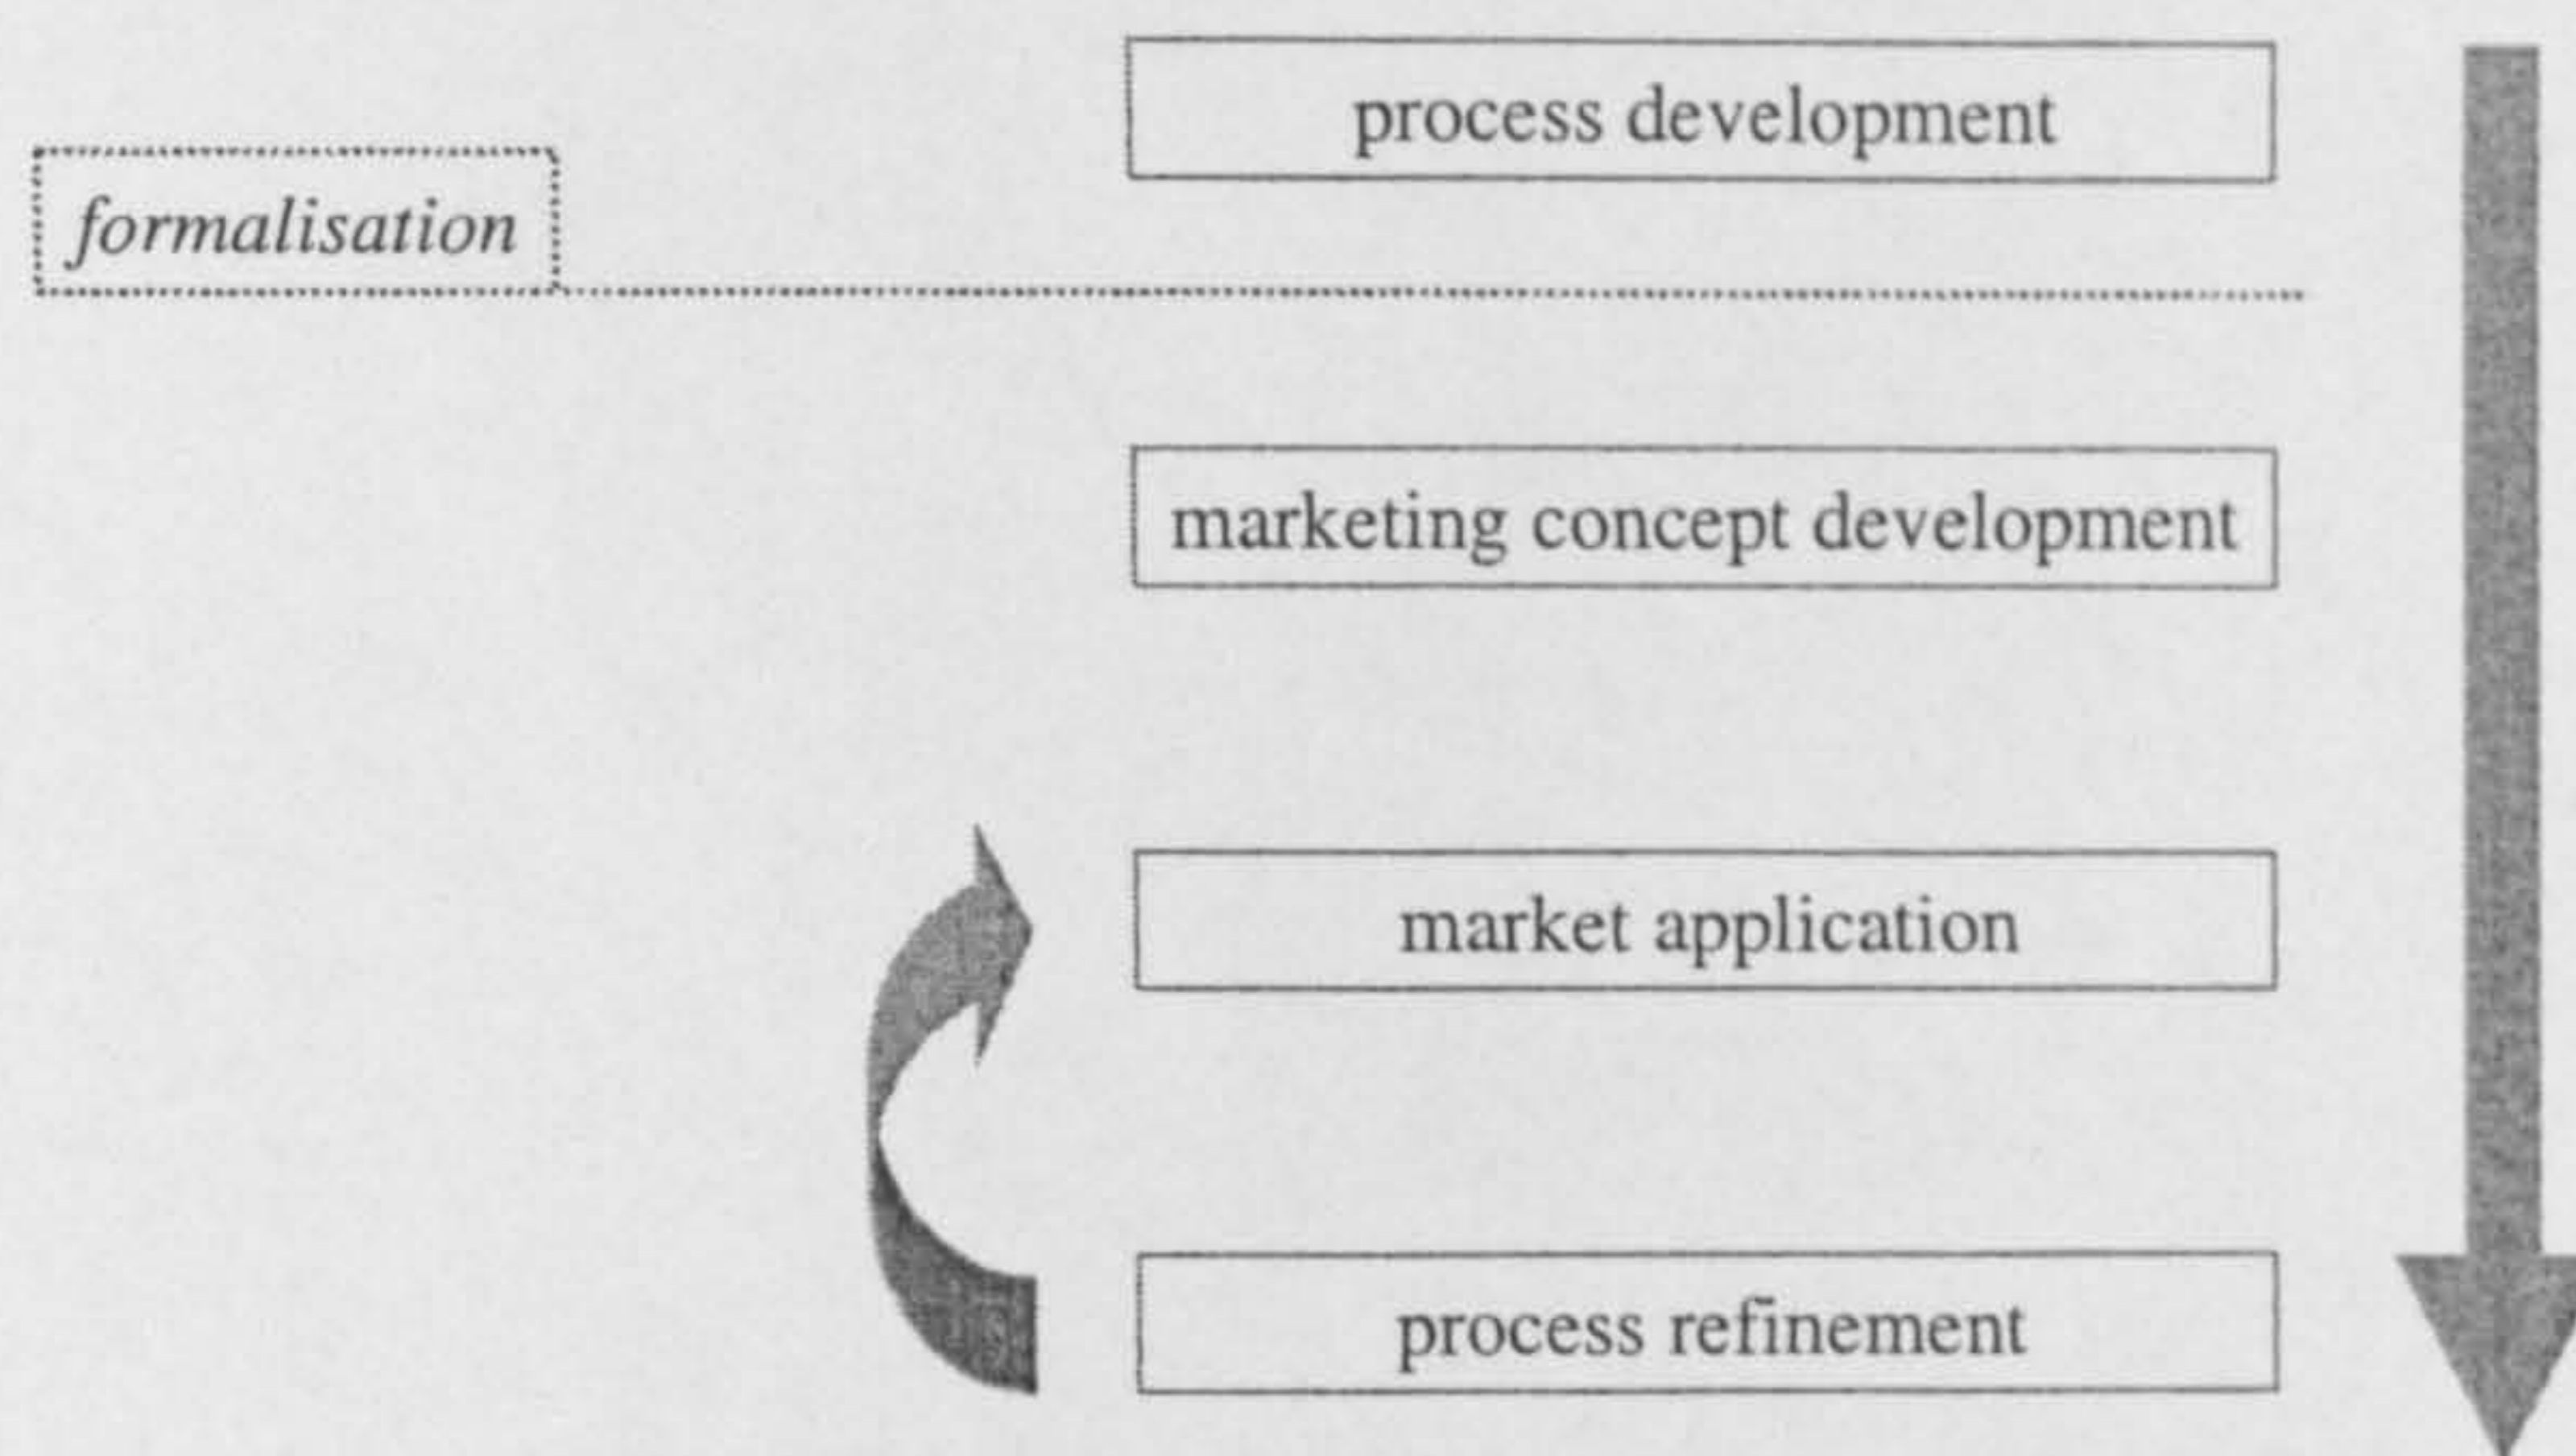 process development
formalisation
marketing concept development
market application
process refinement